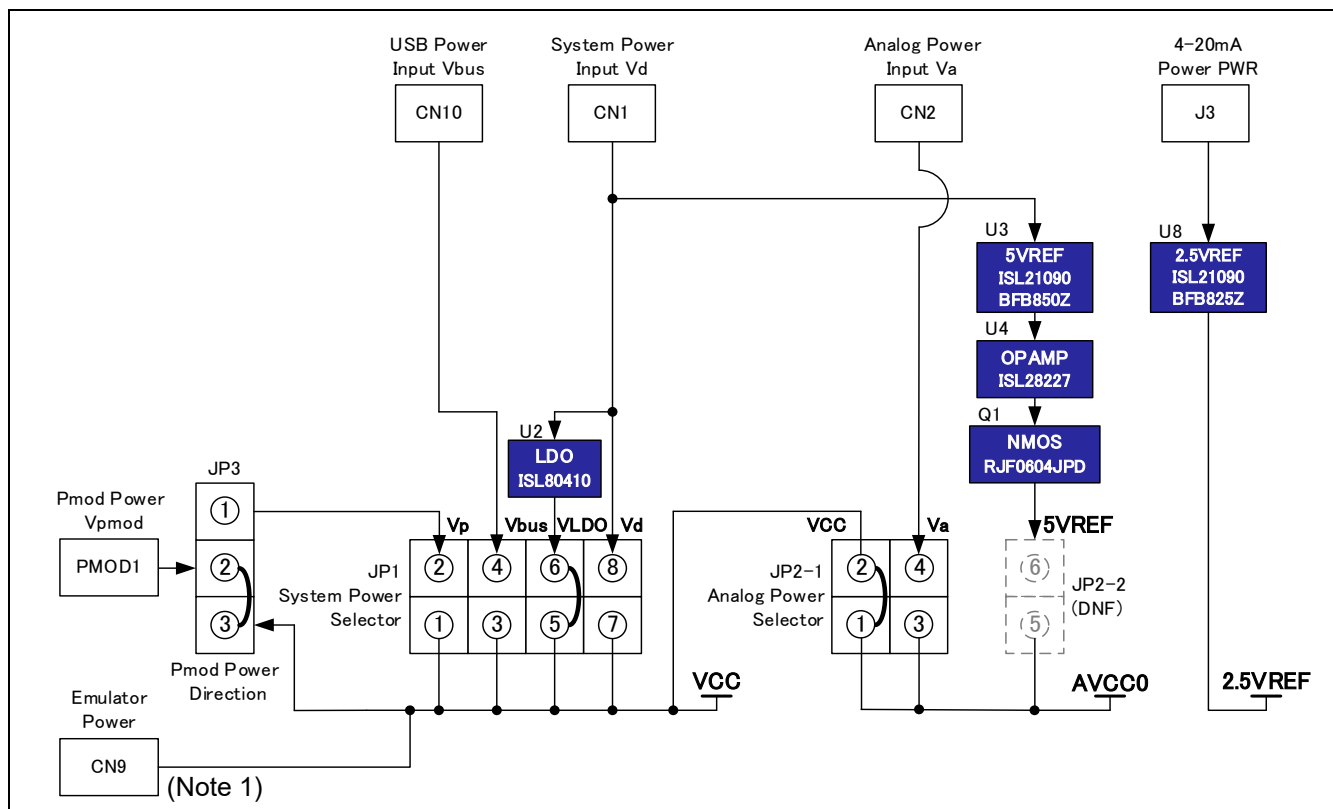 USB Power
Input Vbus
System Power
Input Vd
Analog Power
Input Va
4-20mA
Power PWR
CN10
CN1
CN2
J3
U3
5VREF
ISL21090
BFB850Z
U8
2.5VREF
ISL21090
BFB825Z
U4
OPAMP
ISL28227
Q1
NMOS
RJF0604JPD
U2
LDO
ISL80410
JP3
Pmod Power
Vpmod
PMOD1
①
②
③
Pmod Power
Direction
Vp
Vbus
VLDO
Vd
JP1
System Power
Selector
② ④ ⑥ ⑧
① ③ ⑤ ⑦
VCC
Va
JP2-1
Analog Power
Selector
② ④
① ③
5VREF
⑥
⑤
JP2-2
(DNF)
VCC
AVCC0
2.5VREF
Emulator
Power
CN9
(Note 1)